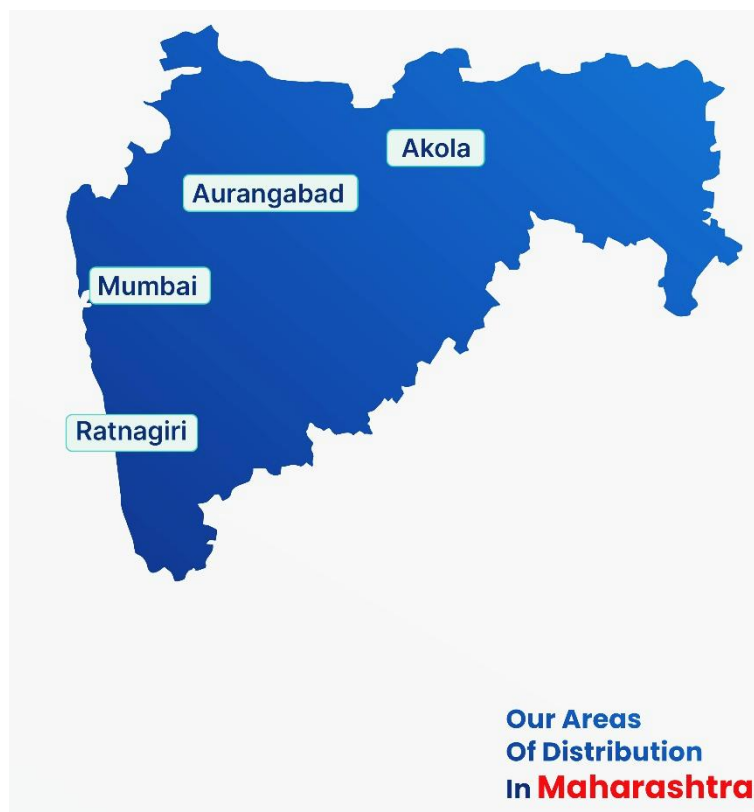 Akola
Aurangabad
Mumbai
Ratnagiri
Our Areas
Of Distribution
In Maharashtra